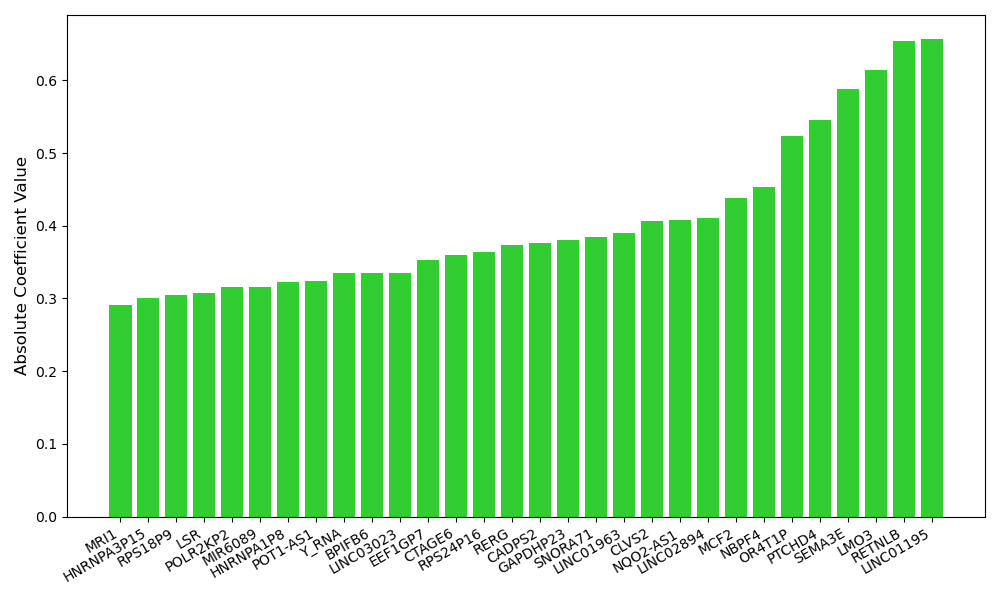 Absolute Coefficient Value
0.6
0.5
0.4
0.3
0.2
0.1
0.0
MRI1
HNRNPA3P15
RPS18P9
LSR
POLR2KP2
MIR6089
HNRNPA1P8
POT1-AS1
Y_RNA
BPIFB6
LINC03023
EEF1GP7
CTAGE6
RPS24P16
RERG
CADPS2
GAPDHP23
SNORA71
LINC01963
CLVS2
NQO2-AS1
LINC02894
MCF2
NBPF4
OR4T1P
PTCHD4
SEMA3E
LMO3
RETNLB
LINC01195